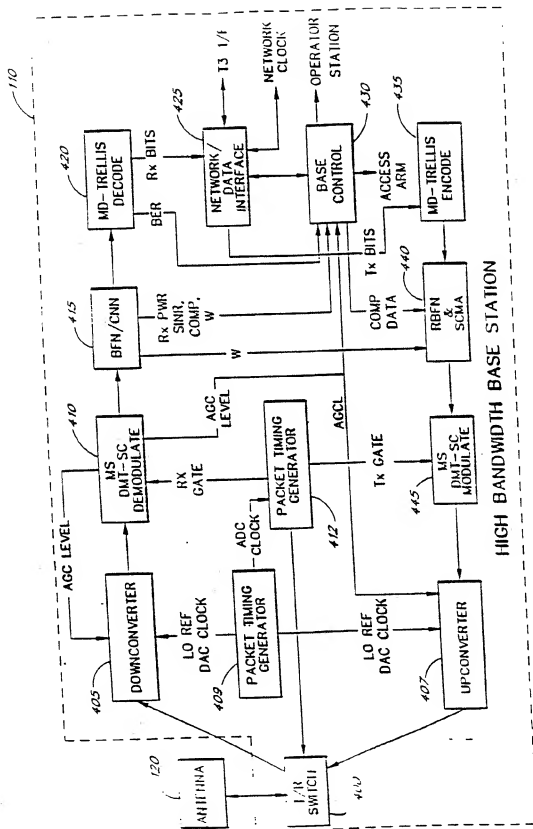 110
120
ANTENNA
T/R
SWITCH
400
405
DOWNCONVERTER
AGC LEVEL
410
MS
DMT-SC
DEMODULATE
415
BFN/CNN
420
MD-TRELLIS
DECODE
BER
Rx BITS
425
NETWORK/
DATA
INTERFACE
T3 I/F
NETWORK
CLOCK
LO REF
DAC CLOCK
409
PACKET TIMING
GENERATOR
ADC
CLOCK
RX
GATE
412
PACKET TIMING
GENERATOR
AGC
LEVEL
Rx PWR
SINR,
COMP,
W
W
BASE
CONTROL
430
OPERATOR
STATION
ACCESS
ARM
LO REF
DAC CLOCK
Tx GATE
AGCL
COMP
DATA
Tx BITS
407
UPCONVERTER
445
MS
DMT-SC
MODULATE
440
RBFN
&
SCMA
435
MD-TRELLIS
ENCODE
HIGH BANDWIDTH BASE STATION